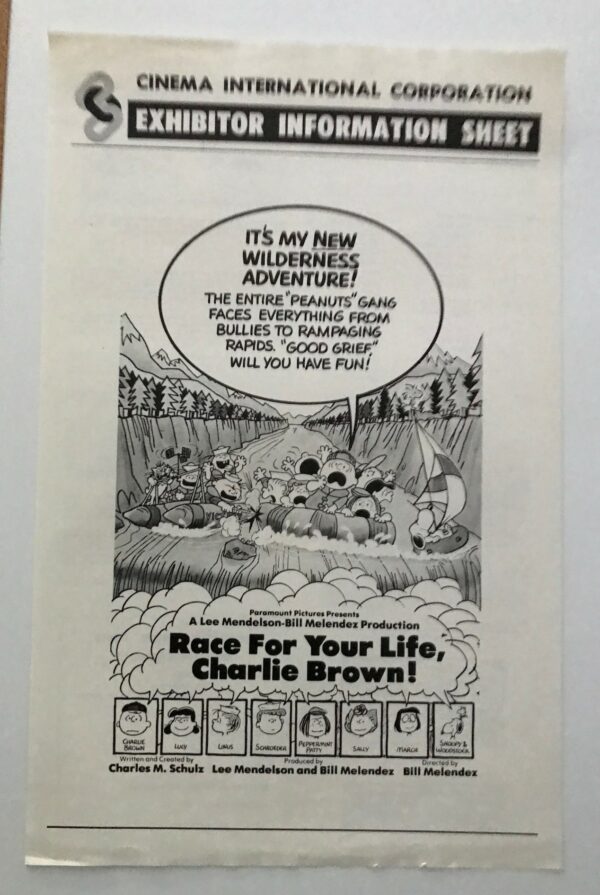 CINEMA INTERNATIONAL CORPORATION
EXHIBITOR INFORMATION SHEET
IT'S MY NEW
WILDERNESS
ADVENTURE!
THE ENTIRE "PEANUTS" GANG
FACES EVERYTHING FROM
BULLIES TO RAMPAGING
RAPIDS. "GOOD GRIEF,"
WILL YOU HAVE FUN!
Paramount Pictures Presents
A Lee Mendelson-Bill Melendez Production
Race For Your Life,
Charlie Brown!
CHARLIE
BROWN
LUCY
LINUS
SCHROEDER
PEPPERMINT
PATTY
SALLY
MARCIE
SNOOPY &
WOODSTOCK
Written and Created by
Charles M. Schulz
Produced by
Lee Mendelson and Bill Melendez
Directed by
Bill Melendez